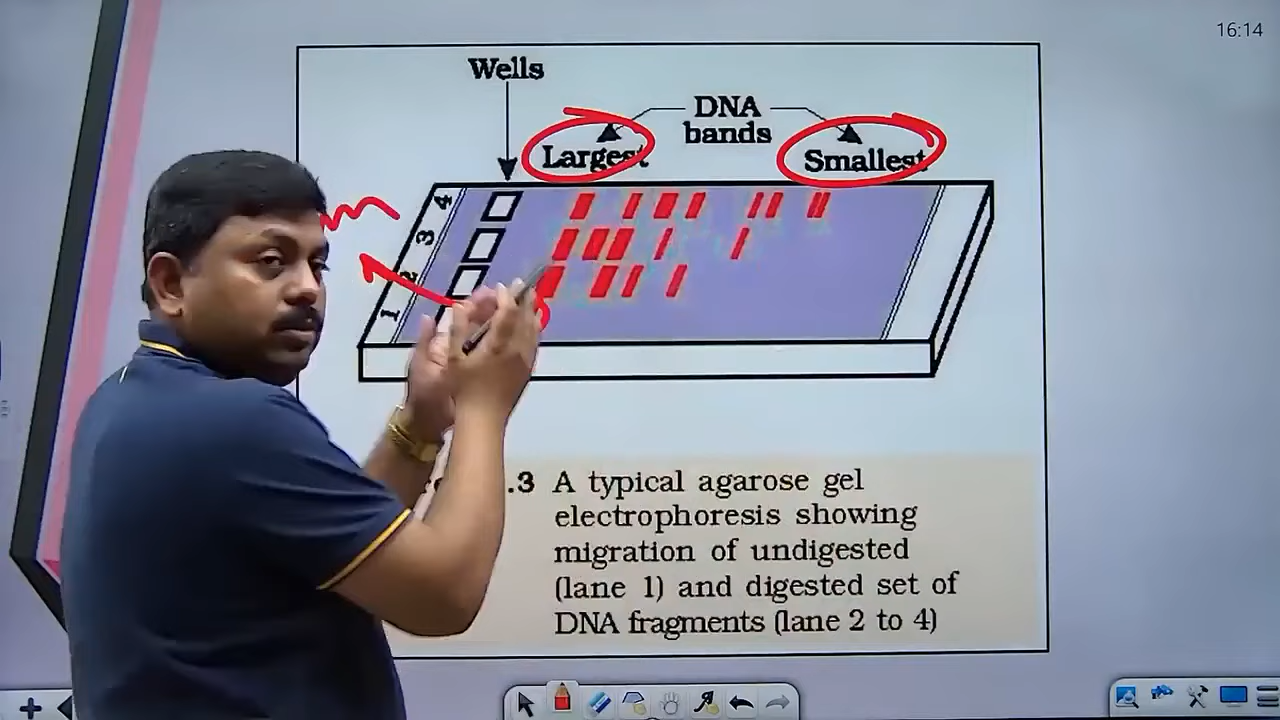 16:14
Wells
DNA
bands
Largest
Smallest
4
3
2
1
.3 A typical agarose gel
electrophoresis showing
migration of undigested
(lane 1) and digested set of
DNA fragments (lane 2 to 4)